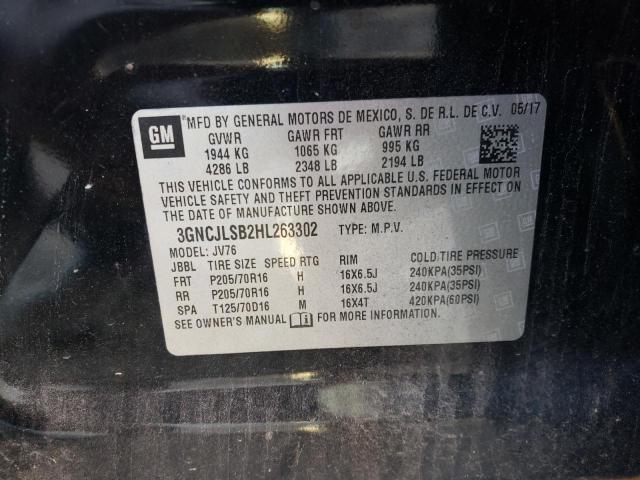 GM
MFD BY GENERAL MOTORS DE MEXICO, S. DE R.L. DE C.V. 05/17
GVWR GAWR FRT GAWR RR
1944 KG 1065 KG 995 KG
4286 LB 2348 LB 2194 LB
THIS VEHICLE CONFORMS TO ALL APPLICABLE U.S. FEDERAL MOTOR
VEHICLE SAFETY AND THEFT PREVENTION STANDARDS IN EFFECT ON
THE DATE OF MANUFACTURE SHOWN ABOVE.
3GNCJLSB2HL263302 TYPE: M.P.V.
MODEL: JV76
JBBL TIRE SIZE SPEED RTG RIM COLD TIRE PRESSURE
FRT P205/70R16 H 16X6.5J 240KPA(35PSI)
RR P205/70R16 H 16X6.5J 240KPA(35PSI)
SPA T125/70D16 M 16X4T 420KPA(60PSI)
SEE OWNER'S MANUAL FOR MORE INFORMATION.